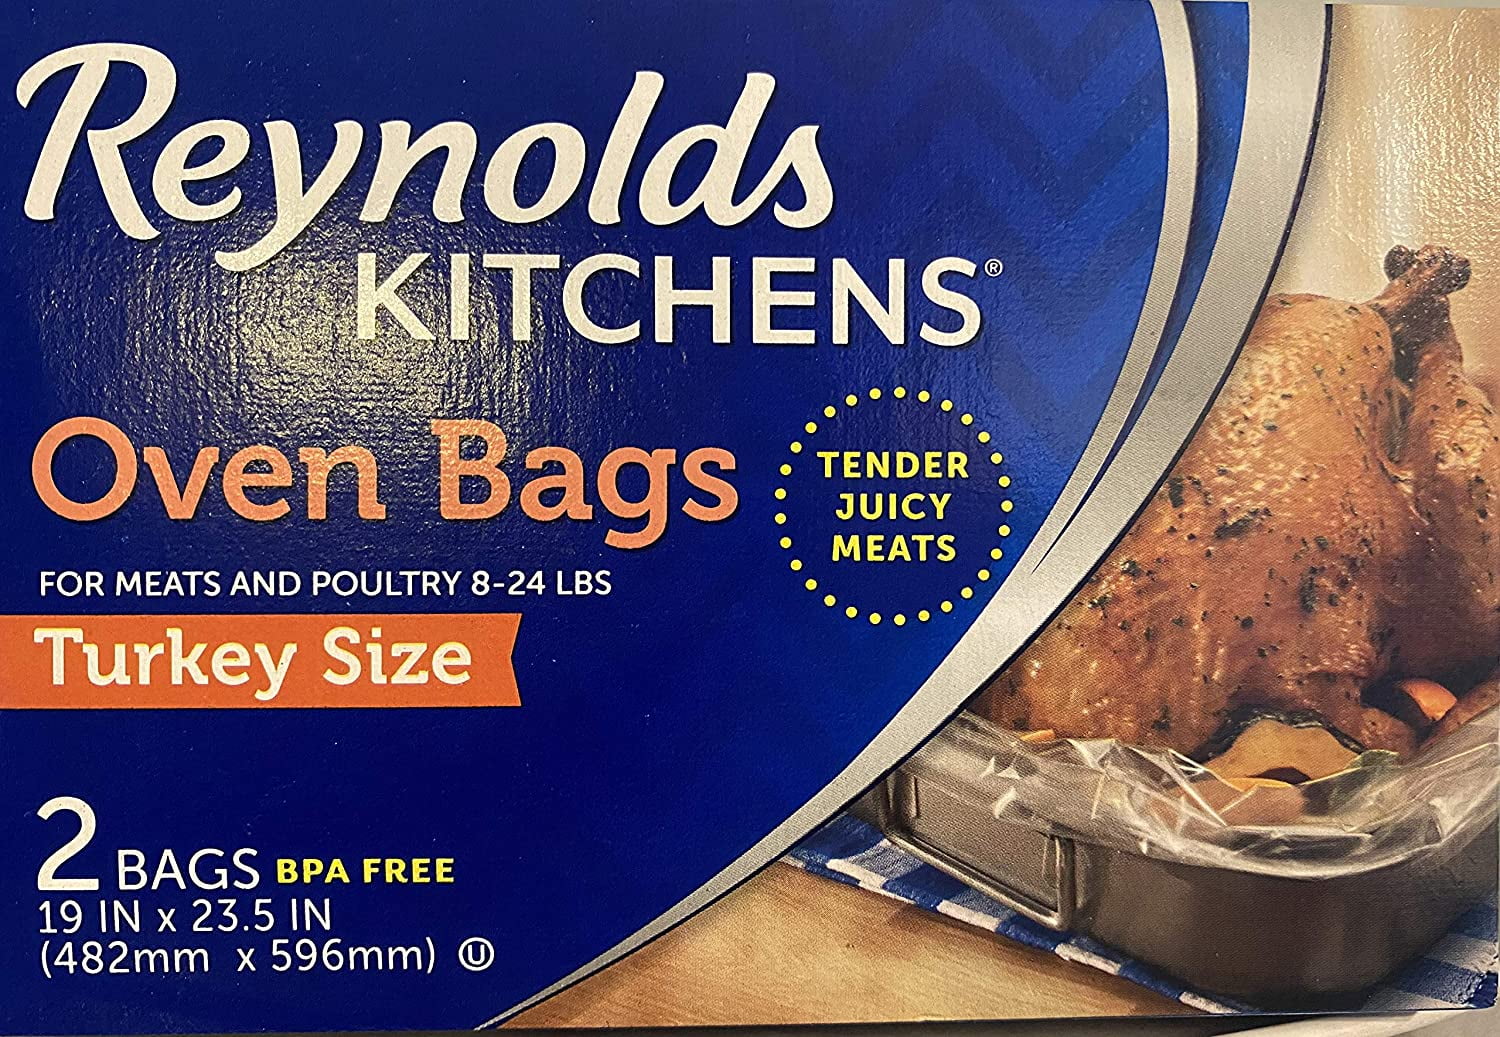 Reynolds
KITCHENS®
Oven Bags
TENDER
JUICY
MEATS
FOR MEATS AND POULTRY 8-24 LBS
Turkey Size
2 BAGS BPA FREE
19 IN x 23.5 IN
(482mm x 596mm) U